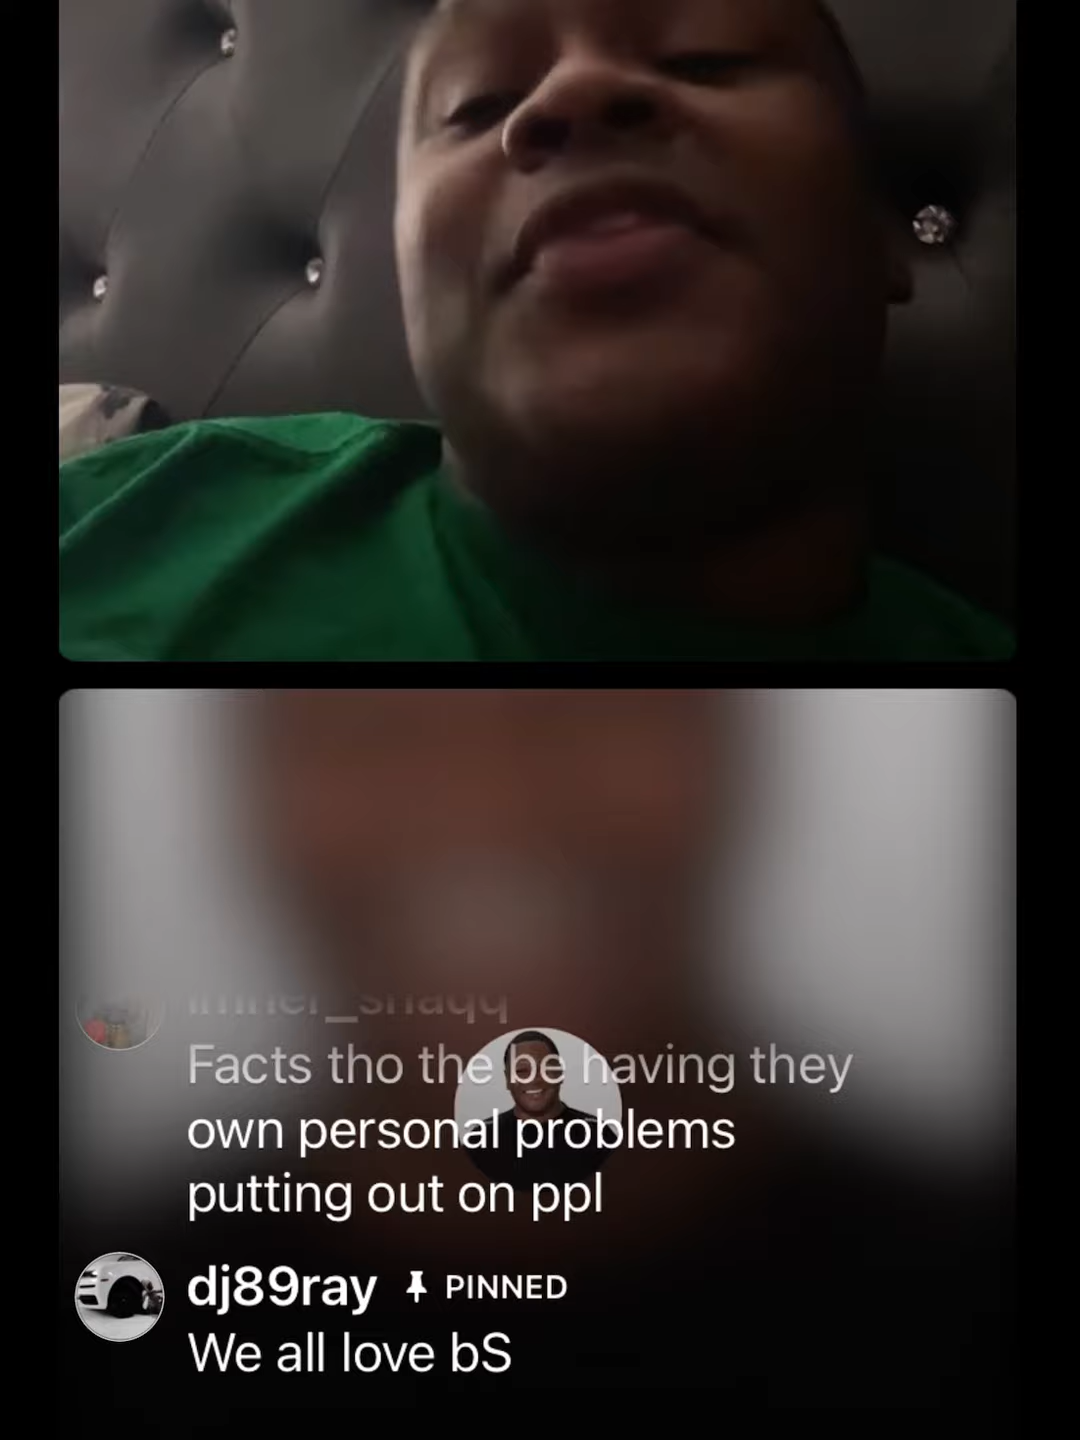 Facts tho the be having they
own personal problems
putting out on ppl
dj89ray PINNED
We all love bS